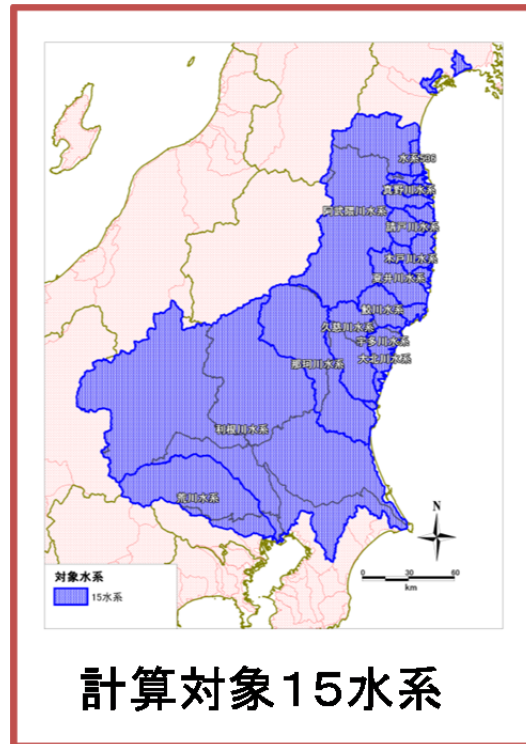 水系536
真野川水系
阿武隈川水系
請戸川水系
木戸川水系
夏井川水系
鮫川水系
久慈川水系
宇多川水系
大北川水系
那珂川水系
利根川水系
荒川水系
N
対象水系
15水系
0 30 60
km
計算対象15水系